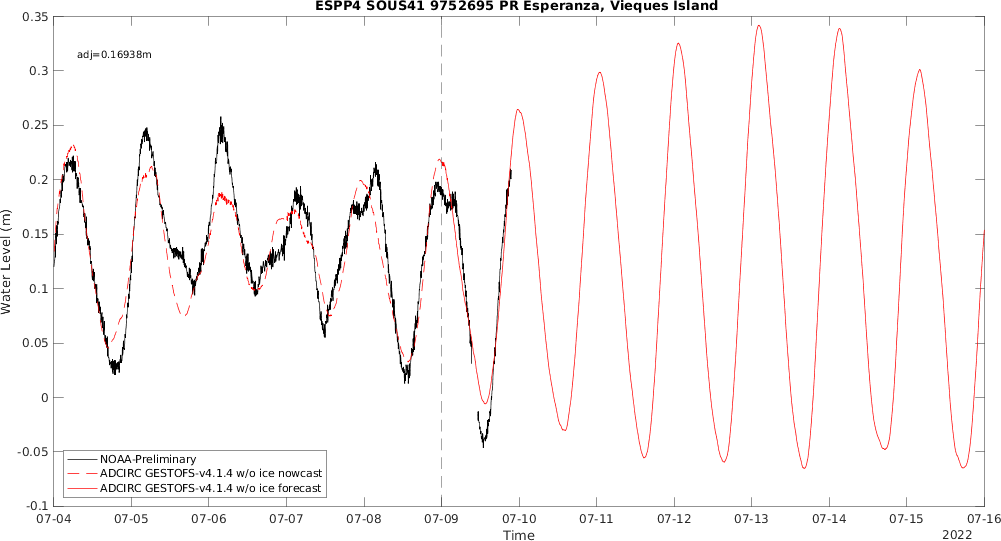 ESPP4 SOUS41 9752695 PR Esperanza, Vieques Island
adj=0.16938m
0.35
0.3
0.25
0.2
0.15
0.1
0.05
0
-0.05
-0.1
Water Level (m)
NOAA-Preliminary
ADCIRC GESTOFS-v4.1.4 w/o ice nowcast
ADCIRC GESTOFS-v4.1.4 w/o ice forecast
07-04 07-05 07-06 07-07 07-08 07-09 07-10 07-11 07-12 07-13 07-14 07-15 07-16
Time
2022